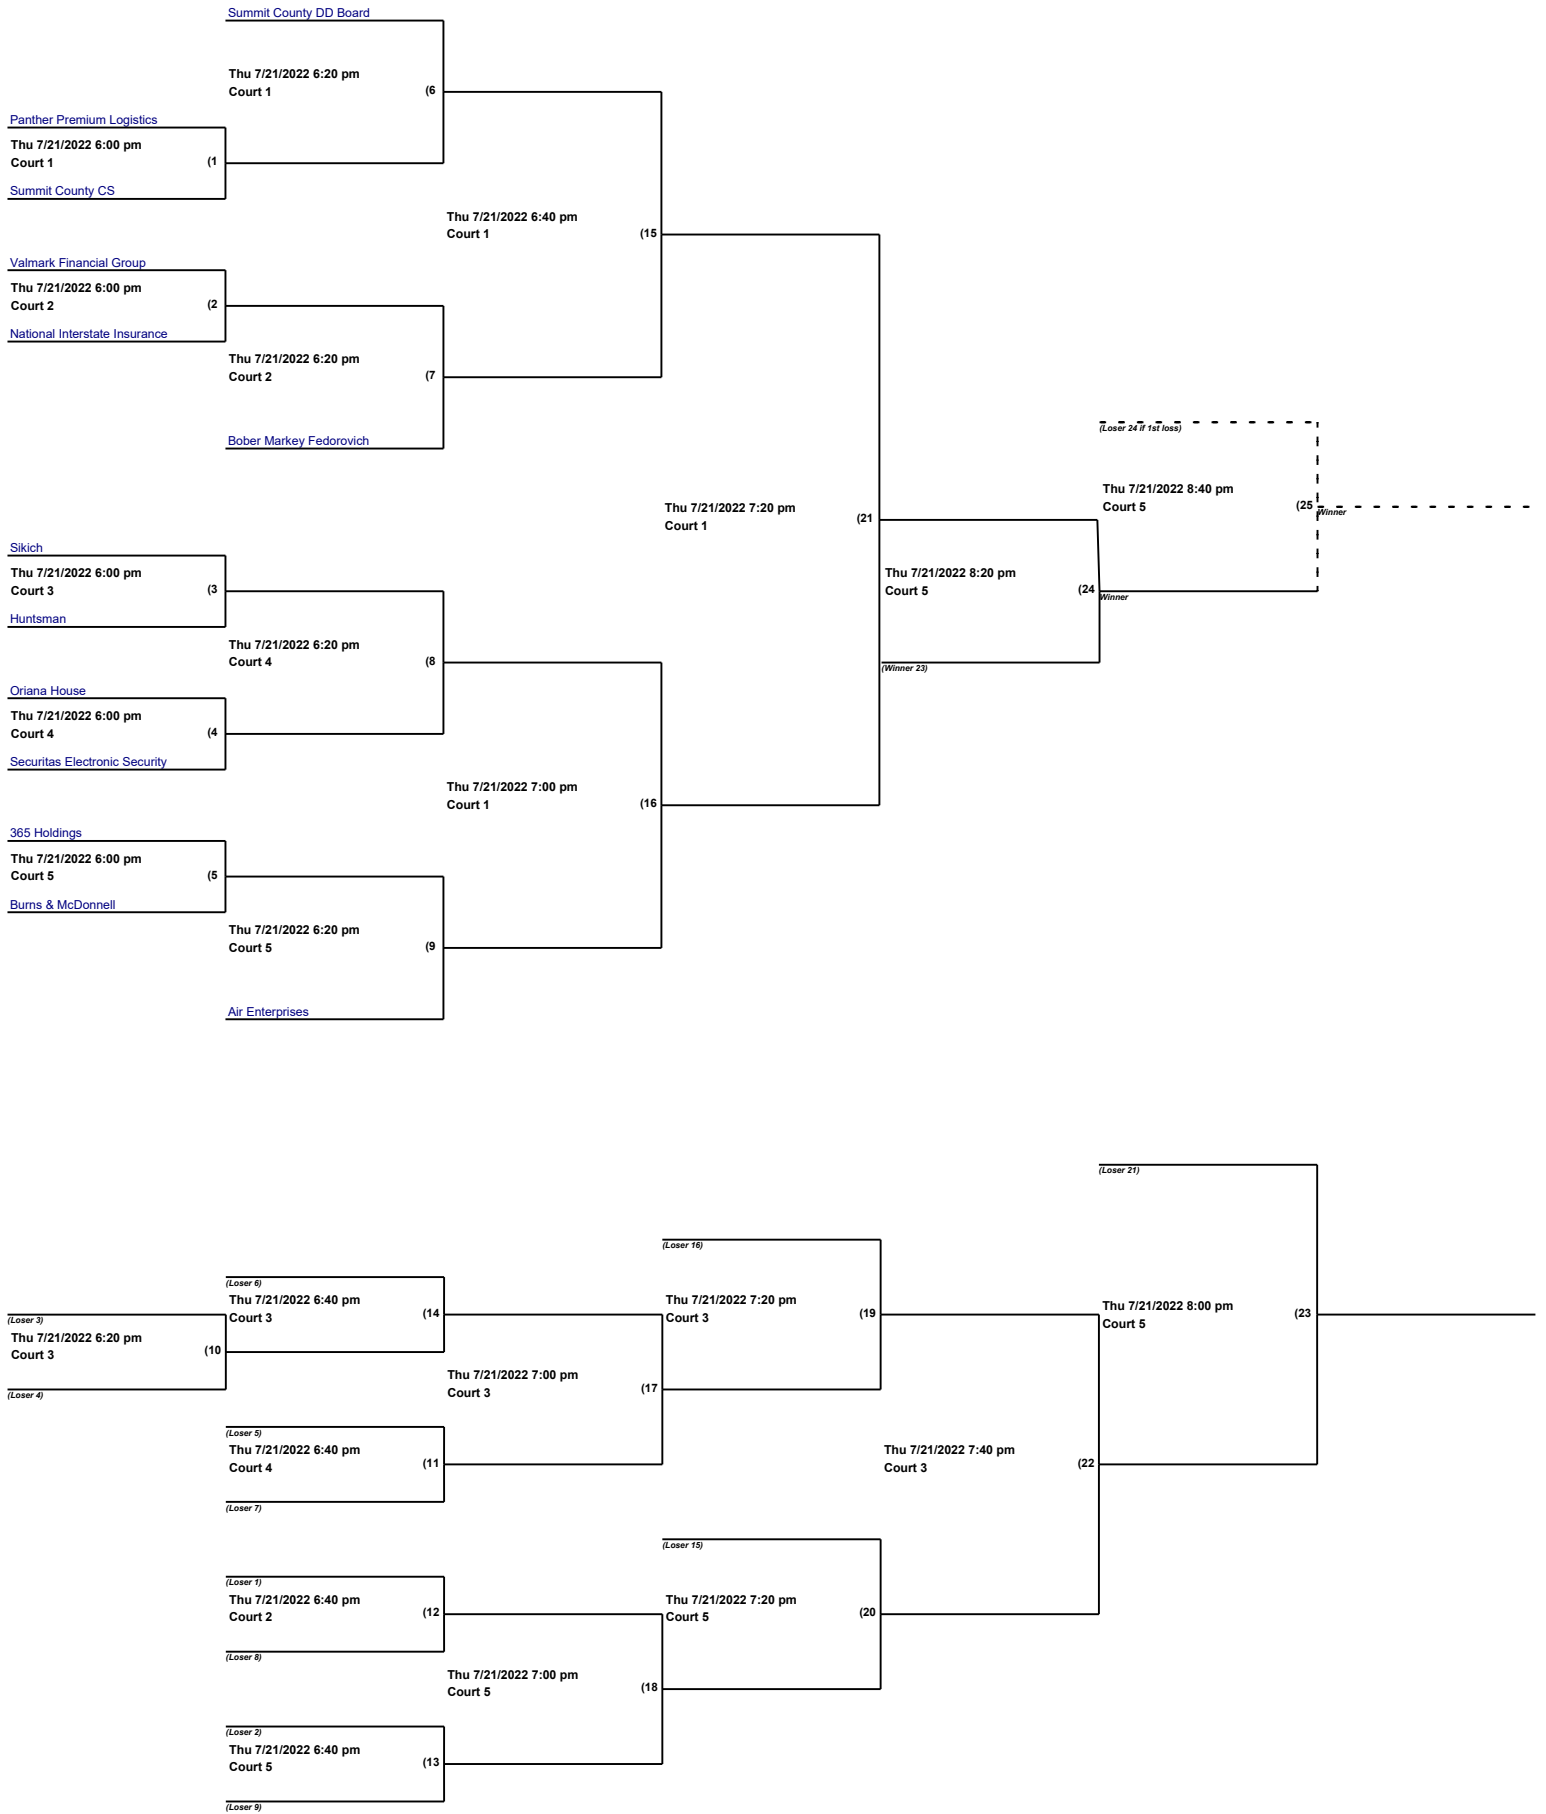 Summit County DD Board
Thu 7/21/2022 6:20 pm
Court 1
(6
Panther Premium Logistics
Thu 7/21/2022 6:00 pm
Court 1
(1
Summit County CS
Thu 7/21/2022 6:40 pm
Court 1
(15
Valmark Financial Group
Thu 7/21/2022 6:00 pm
Court 2
(2
National Interstate Insurance
Thu 7/21/2022 6:20 pm
Court 2
(7
Bober Markey Fedorovich
(Loser 24 if 1st loss)
Thu 7/21/2022 8:40 pm
Court 5
(25
Winner
Thu 7/21/2022 7:20 pm
Court 1
(21
Sikich
Thu 7/21/2022 6:00 pm
Court 3
(3
Huntsman
Thu 7/21/2022 8:20 pm
Court 5
(24
Winner
Thu 7/21/2022 6:20 pm
Court 4
(8
(Winner 23)
Oriana House
Thu 7/21/2022 6:00 pm
Court 4
(4
Securitas Electronic Security
Thu 7/21/2022 7:00 pm
Court 1
(16
365 Holdings
Thu 7/21/2022 6:00 pm
Court 5
(5
Burns & McDonnell
Thu 7/21/2022 6:20 pm
Court 5
(9
Air Enterprises
(Loser 21)
(Loser 16)
(Loser 6)
Thu 7/21/2022 6:40 pm
Court 3
(14
Thu 7/21/2022 7:20 pm
Court 3
(19
Thu 7/21/2022 8:00 pm
Court 5
(23
(Loser 3)
Thu 7/21/2022 6:20 pm
Court 3
(10
(Loser 4)
Thu 7/21/2022 7:00 pm
Court 3
(17
(Loser 5)
Thu 7/21/2022 6:40 pm
Court 4
(11
(Loser 7)
Thu 7/21/2022 7:40 pm
Court 3
(22
(Loser 15)
(Loser 1)
Thu 7/21/2022 6:40 pm
Court 2
(12
(Loser 8)
Thu 7/21/2022 7:20 pm
Court 5
(20
Thu 7/21/2022 7:00 pm
Court 5
(18
(Loser 2)
Thu 7/21/2022 6:40 pm
Court 5
(13
(Loser 9)